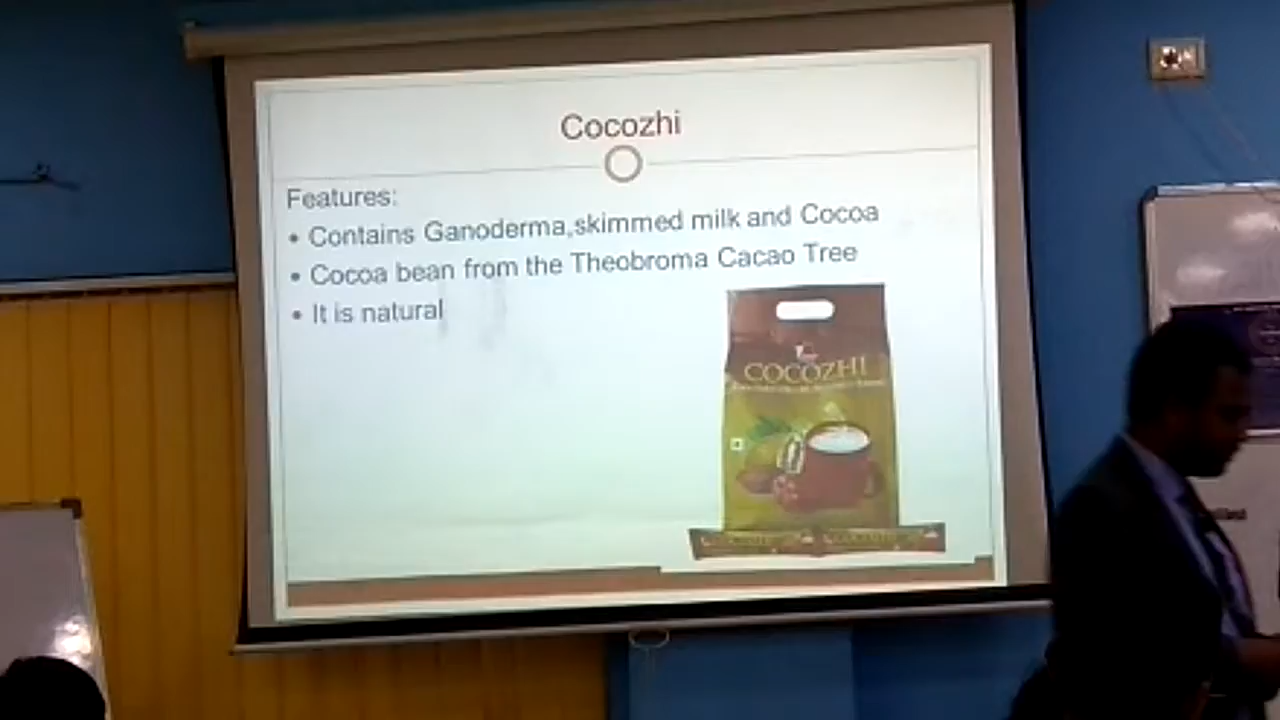 Cocozhi
Features:
• Contains Ganoderma,skimmed milk and Cocoa
• Cocoa bean from the Theobroma Cacao Tree
• It is natural
COCOZHI